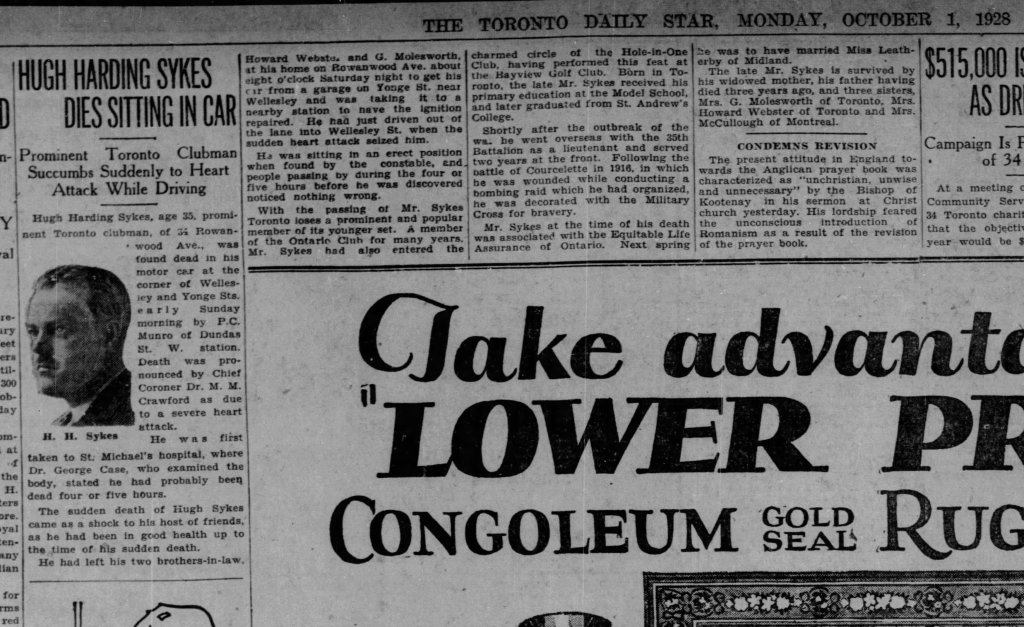 THE TORONTO DAILY STAR, MONDAY, OCTOBER 1, 1928
HUGH HARDING SYKES
DIES SITTING IN CAR
Prominent Toronto Clubman
Succumbs Suddenly to Heart
Attack While Driving
Hugh Harding Sykes, age 35, promi-
nent Toronto clubman, of 34 Rowan-
wood Ave., was
found dead in his
motor car at the
corner of Welles-
ley and Yonge Sts.
early Sunday
morning by P.C.
Munro of Dundas
St. W. station.
Death was pro-
nounced by Chief
Coroner Dr. M. M.
Crawford as due
to a severe heart
attack.
H. H. Sykes
He was first
taken to St. Michael's hospital, where
Dr. George Case, who examined the
body, stated he had probably been
dead four or five hours.
The sudden death of Hugh Sykes
came as a shock to his host of friends,
as he had been in good health up to
the time of his sudden death.
He had left his two brothers-in-law,
Howard Webster and G. Molesworth,
at his home on Rowanwood Ave. about
eight o'clock Saturday night to get his
car from a garage on Yonge St. near
Wellesley and was taking it to a
nearby station to have the ignition
repaired. He had just driven out of
the lane into Wellesley St. when the
sudden heart attack seized him.
He was sitting in an erect position
when found by the constable, and
people passing by during the four or
five hours before he was discovered
noticed nothing wrong.
With the passing of Mr. Sykes
Toronto loses a prominent and popular
member of its younger set. A member
of the Ontario Club for many years,
Mr. Sykes had also entered the
charmed circle of the Hole-in-One
Club, having performed this feat at
the Bayview Golf Club. Born in To-
ronto, the late Mr. Sykes received his
primary education at the Model School,
and later graduated from St. Andrew's
College.
Shortly after the outbreak of the
wa. he went overseas with the 35th
Battalion as a lieutenant and served
two years at the front. Following the
battle of Courcelette in 1916, in which
he was wounded while conducting a
bombing raid which he had organized,
he was decorated with the Military
Cross for bravery.
Mr. Sykes at the time of his death
was associated with the Equitable Life
Assurance of Ontario. Next spring
he was to have married Miss Leath-
erby of Midland.
The late Mr. Sykes is survived by
his widowed mother, his father having
died three years ago, and three sisters,
Mrs. G. Molesworth of Toronto, Mrs.
Howard Webster of Toronto and Mrs.
McCullough of Montreal.
CONDEMNS REVISION
The present attitude in England to-
wards the Anglican prayer book was
characterized as "unchristian, unwise
and unnecessary" by the Bishop of
Kootenay in his sermon at Christ
church yesterday. His lordship feared
the unconscious introduction of
Romanism as a result of the revision
of the prayer book.
$515,000 IS
AS DR
Campaign Is F
of 34
At a meeting o
Community Serv
34 Toronto charit
that the objectiv
year would be $
Take advanta
"LOWER PR
CONGOLEUM GOLD SEAL RUG